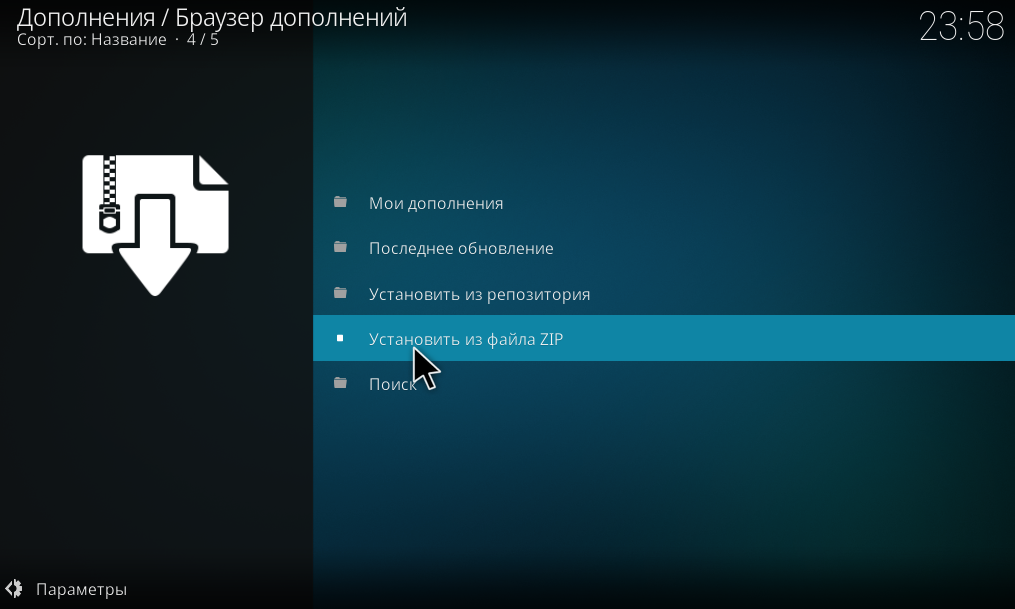 Дополнения / Браузер дополнений
23:58
Сорт. по: Название · 4 / 5
Мои дополнения
Последнее обновление
Установить из репозитория
Установить из файла ZIP
Поиск
Параметры